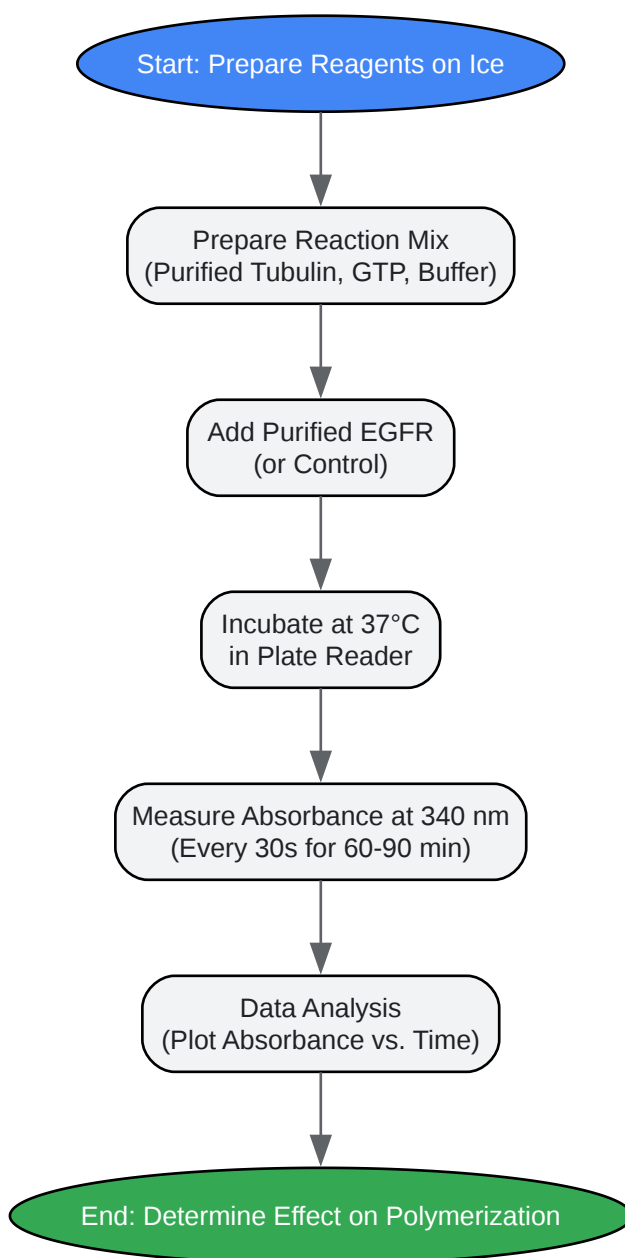 Start: Prepare Reagents on Ice
Prepare Reaction Mix
(Purified Tubulin, GTP, Buffer)
Add Purified EGFR
(or Control)
Incubate at 37°C
in Plate Reader
Measure Absorbance at 340 nm
(Every 30s for 60-90 min)
Data Analysis
(Plot Absorbance vs. Time)
End: Determine Effect on Polymerization